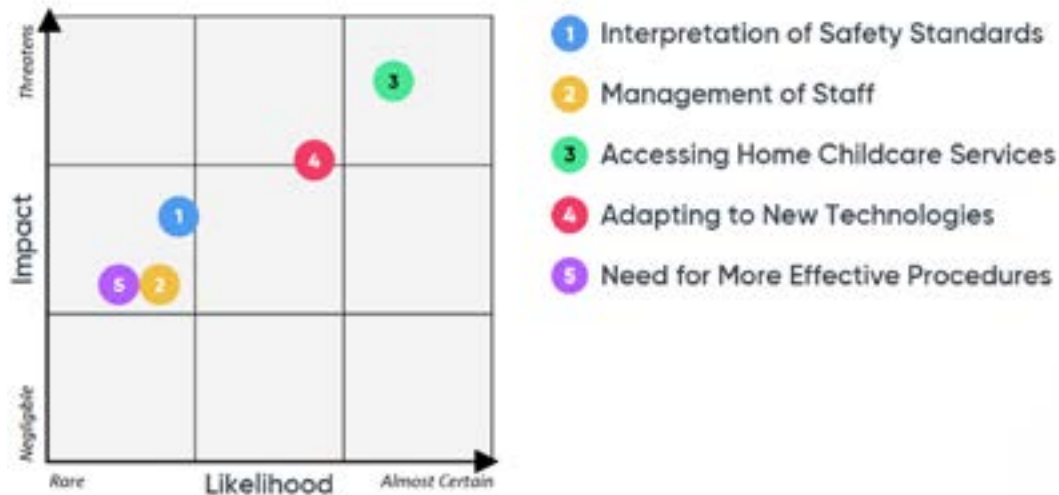 Threatens
Impact
Negligible
Rare
Likelihood
Almost Certain
3
4
1
5
2
1 Interpretation of Safety Standards
2 Management of Staff
3 Accessing Home Childcare Services
4 Adapting to New Technologies
5 Need for More Effective Procedures